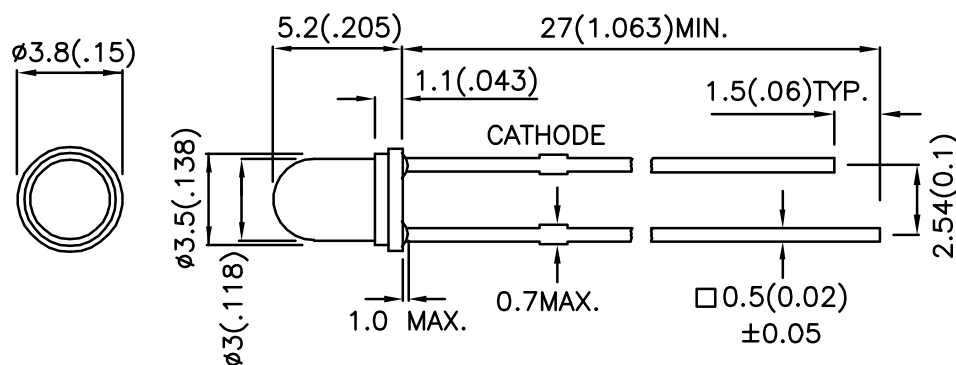 5.2(.205)
27(1.063)MIN.
ø3.8(.15)
1.1(.043)
1.5(.06)TYP.
CATHODE
ø3.5(.138)
2.54(0.1)
ø3(.118)
1.0 MAX.
0.7MAX.
□0.5(0.02)
±0.05